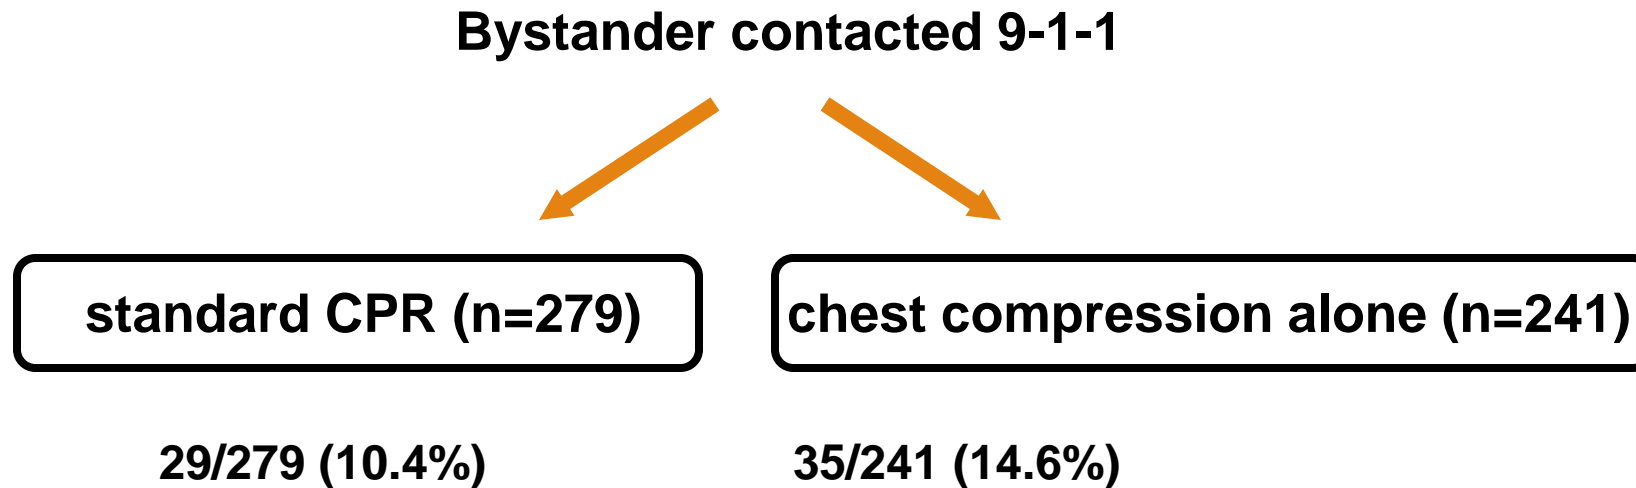 Bystander contacted 9-1-1
standard CPR (n=279)
chest compression alone (n=241)
29/279 (10.4%)
35/241 (14.6%)